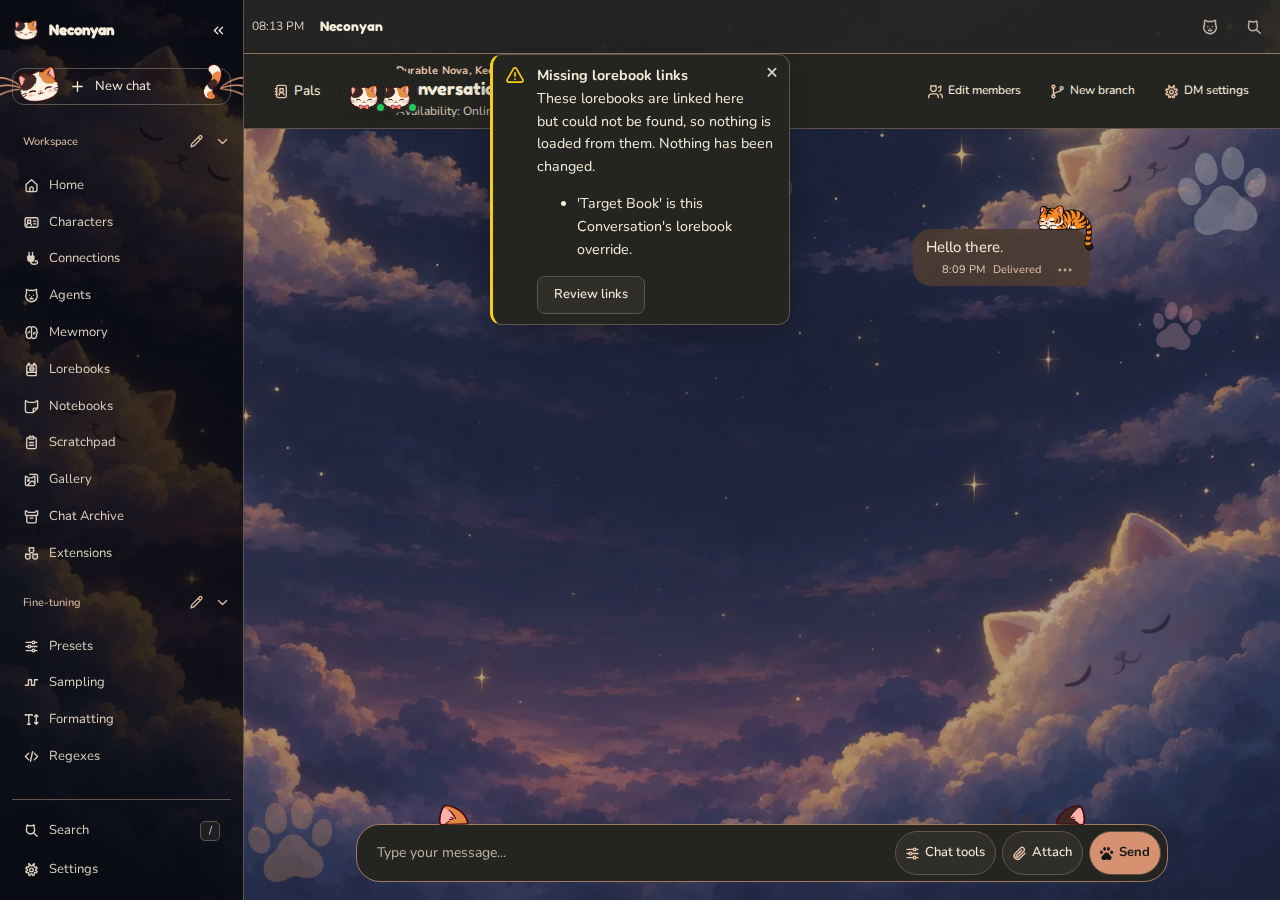 Neconyan
New chat
Workspace
Home
Characters
Connections
Agents
Mewmory
Lorebooks
Notebooks
Scratchpad
Gallery
Chat Archive
Extensions
Fine-tuning
Presets
Sampling
Formatting
Regexes
Search /
Settings
08:13 PM Neconyan
Pals
Durable Nova,
Availability:
Edit members
New branch
DM settings
Missing lorebook links
These lorebooks are linked here
but could not be found, so nothing is
loaded from them. Nothing has been
changed.
'Target Book' is this
Conversation's lorebook
override.
Review links
Hello there.
8:09 PM Delivered
Type your message...
Chat tools
Attach
Send